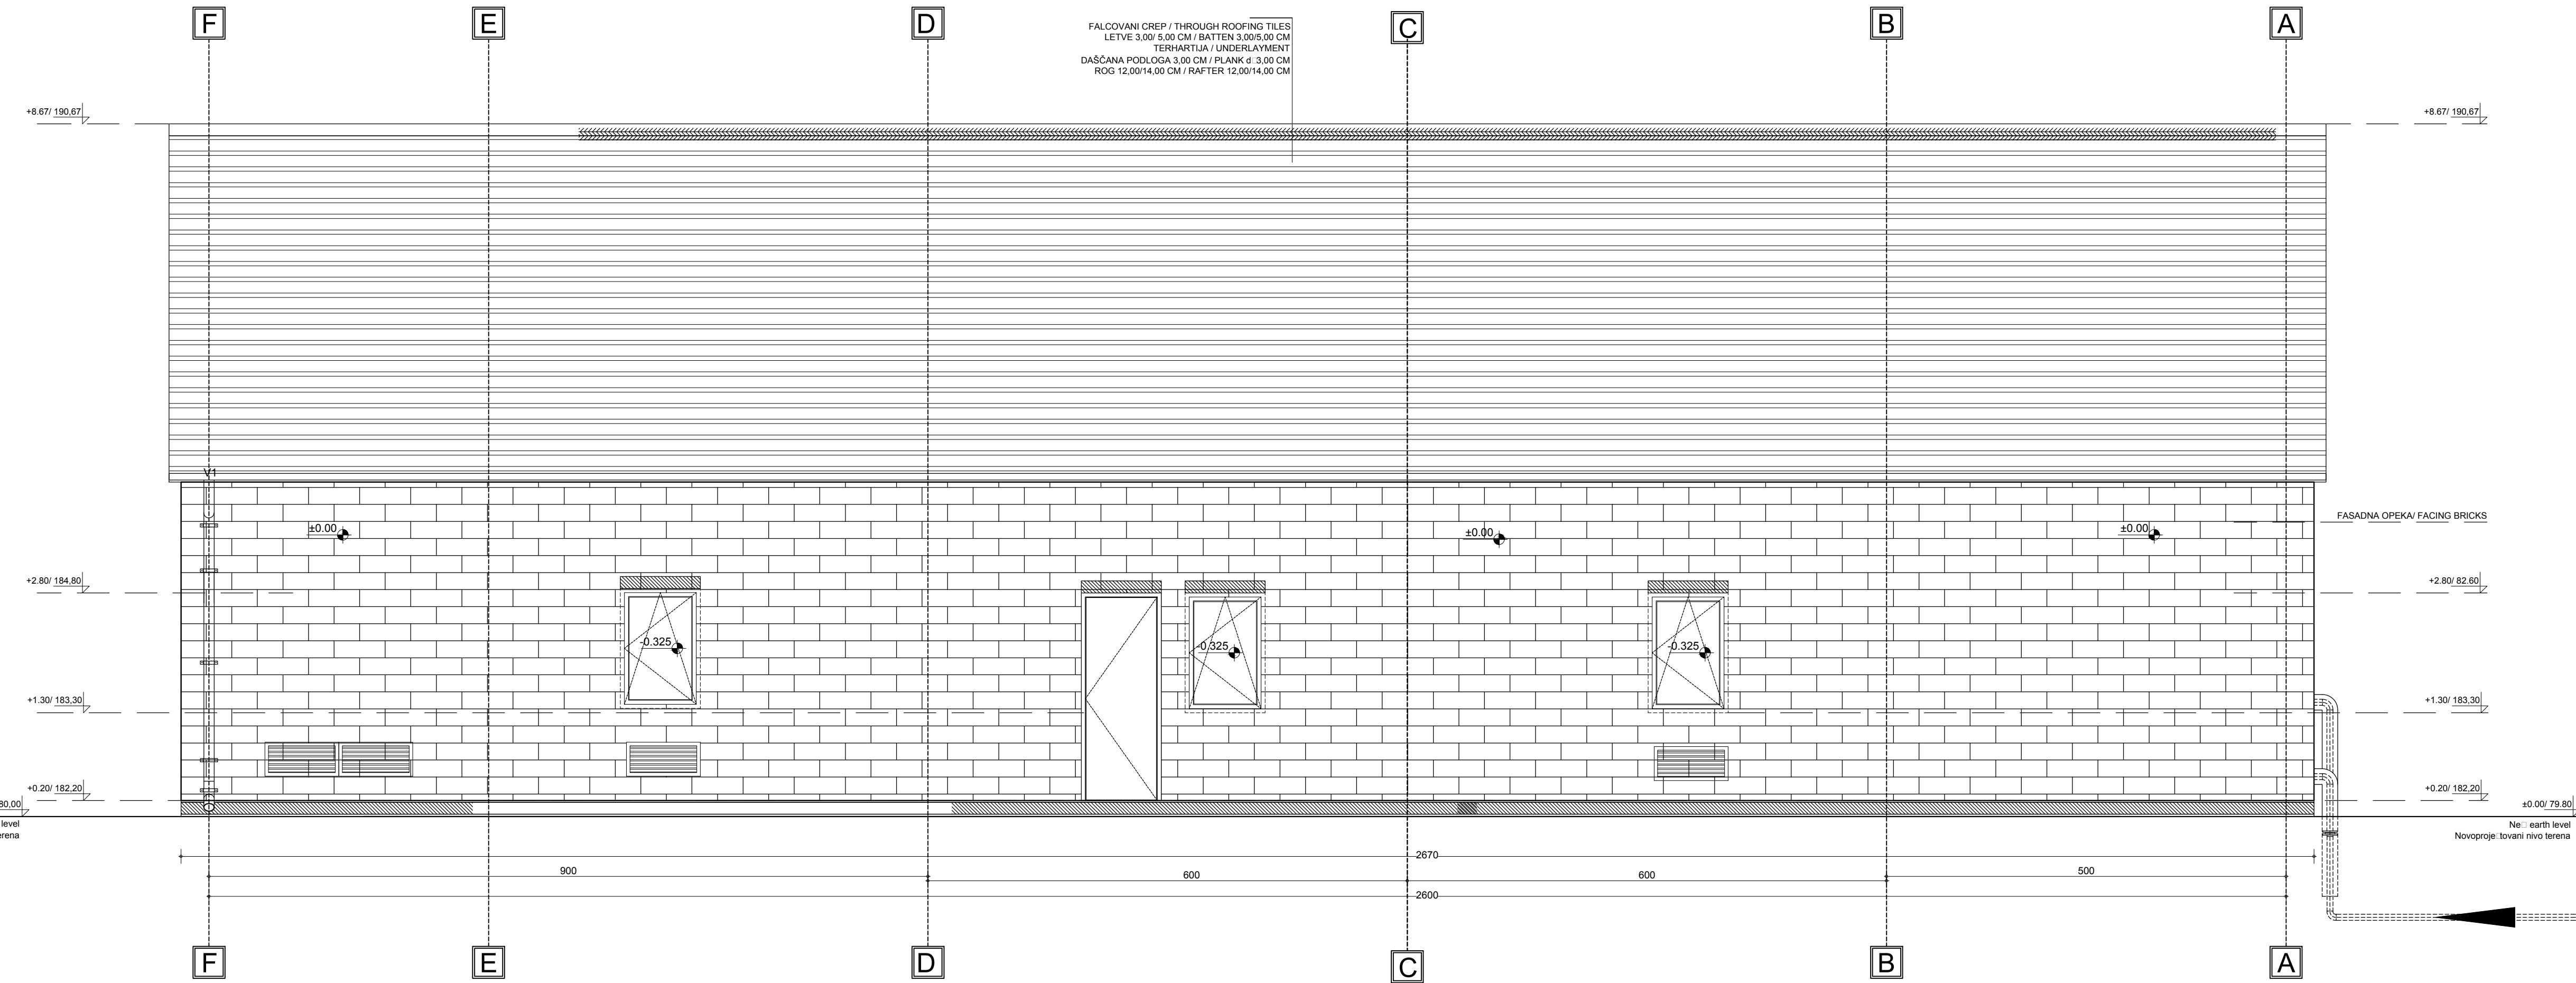 F
E
D
C
B
A
FALCOVANI CREP / THROUGH ROOFING TILES
LETVE 3,00/ 5,00 CM / BATTEN 3,00/5,00 CM
TERHARTIJA / UNDERLAYMENT
DAŠČANA PODLOGA 3,00 CM / PLANK d□3,00 CM
ROG 12,00/14,00 CM / RAFTER 12,00/14,00 CM
+8.67/ 190,67
+8.67/ 190,67
V1
FASADNA OPEKA/ FACING BRICKS
±0.00
±0.00
±0.00
+2.80/ 184,80
+2.80/ 82.60
-0.325
-0.325
-0.325
+1.30/ 183,30
+1.30/ 183,30
+0.20/ 182,20
+0.20/ 182,20
80,00
±0.00/ 79.80
level
Ne□ earth level
erena
Novoproje□tovani nivo terena
2670
900
600
600
500
2600
F
E
D
C
B
A